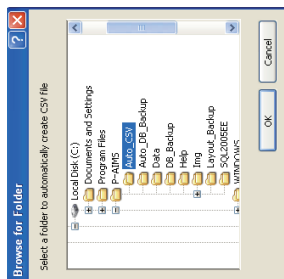 Browse for Folder
Select a folder to automatically create CSV file
Local Disk (C:)
Documents and Settings
Program Files
P-AIMS
Auto_CSV
Auto_DB_Backup
Data
DB_Backup
Help
Img
Layout_Backup
SQL2005EE
WINDOWS
OK
Cancel